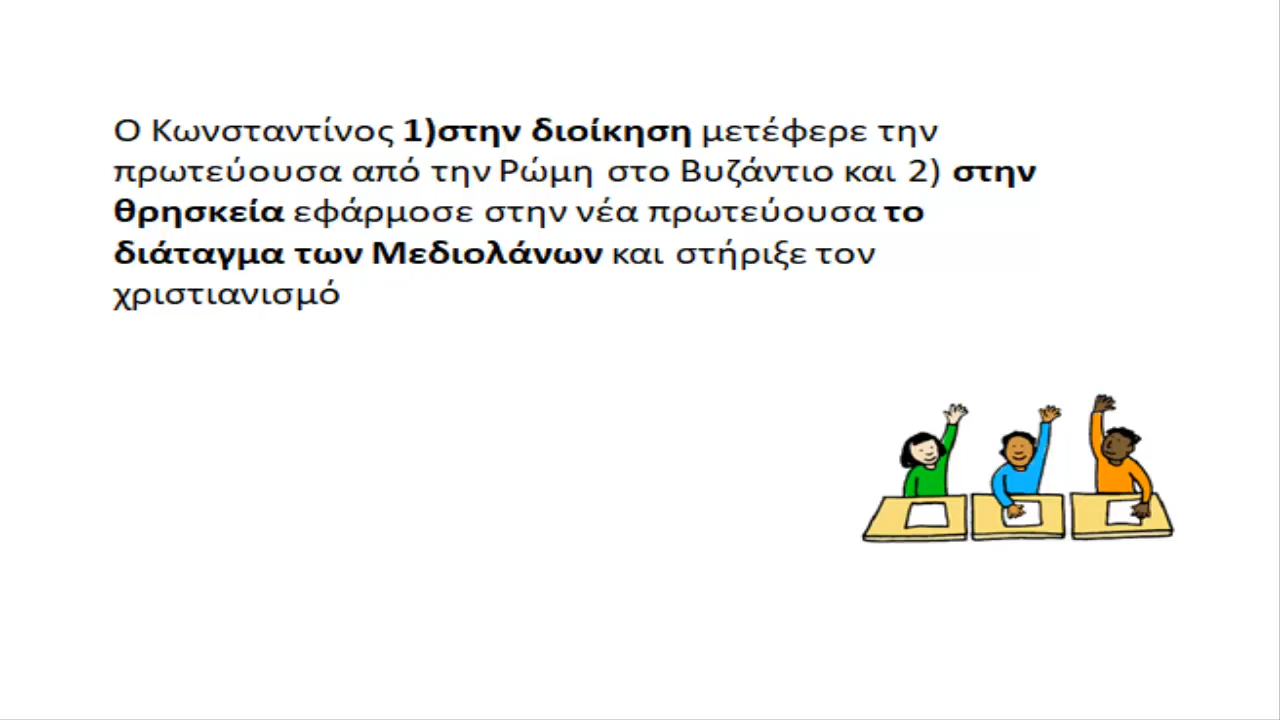 Ο Κωνσταντίνος 1)στην διοίκηση μετέφερε την
πρωτεύουσα από την Ρώμη στο Βυζάντιο και 2) στην
θρησκεία εφάρμοσε στην νέα πρωτεύουσα το
διάταγμα των Μεδιολάνων και στήριξε τον
χριστιανισμό